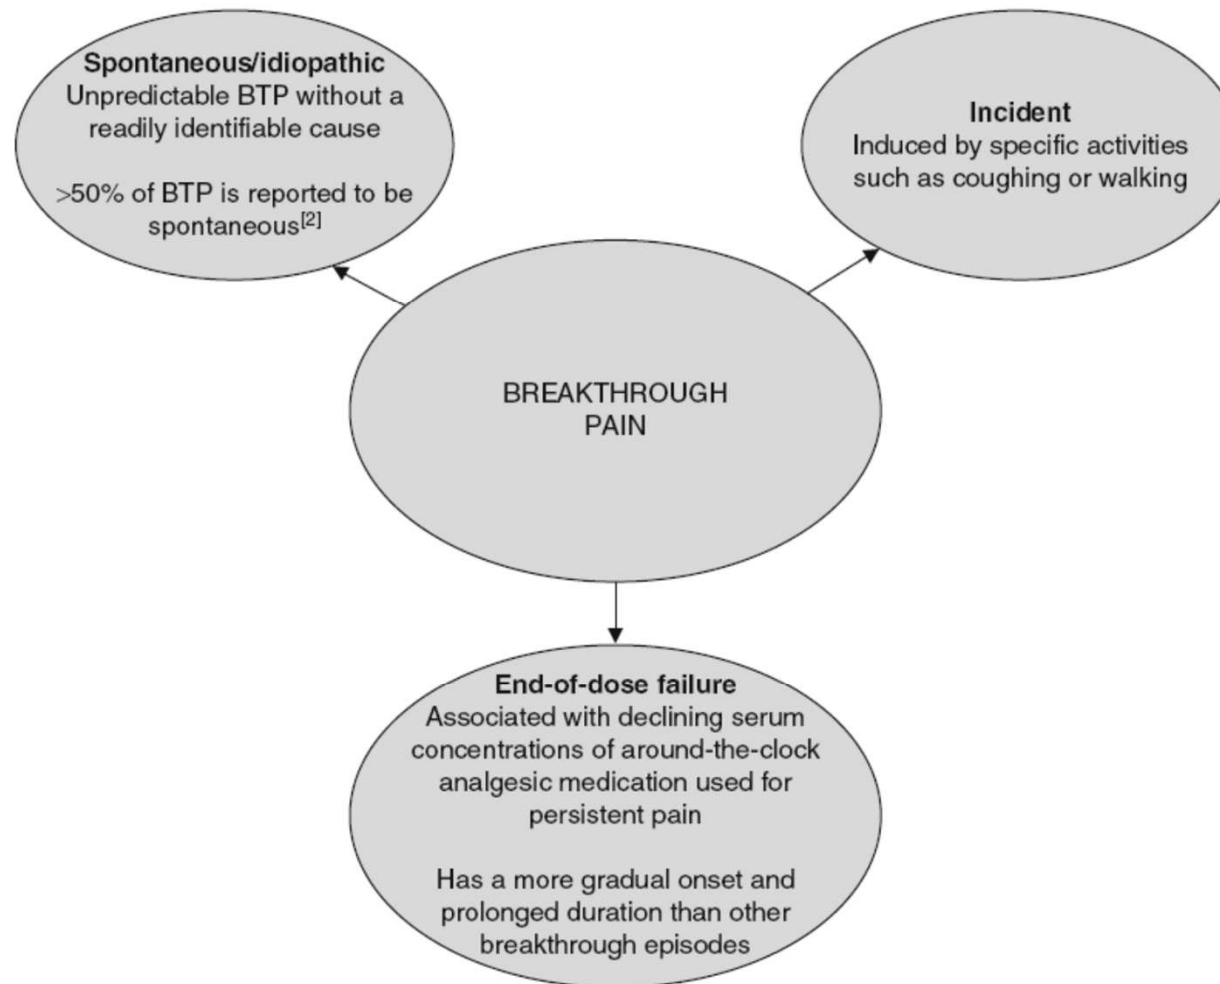 Spontaneous/idiopathic
Unpredictable BTP without a
readily identifiable cause
>50% of BTP is reported to be
spontaneous[2]
Incident
Induced by specific activities
such as coughing or walking
BREAKTHROUGH
PAIN
End-of-dose failure
Associated with declining serum
concentrations of around-the-clock
analgesic medication used for
persistent pain
Has a more gradual onset and
prolonged duration than other
breakthrough episodes